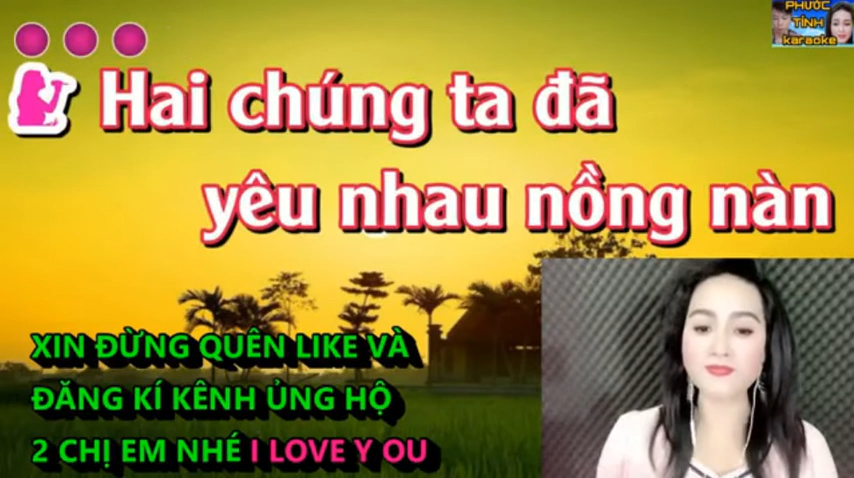 PHƯỚC
TÌNH
karaoke
Hai chúng ta đã
yêu nhau nồng nàn
XIN ĐỪNG QUÊN LIKE VÀ
ĐĂNG KÍ KÊNH ỦNG HỘ
2 CHỊ EM NHÉ I LOVE Y OU